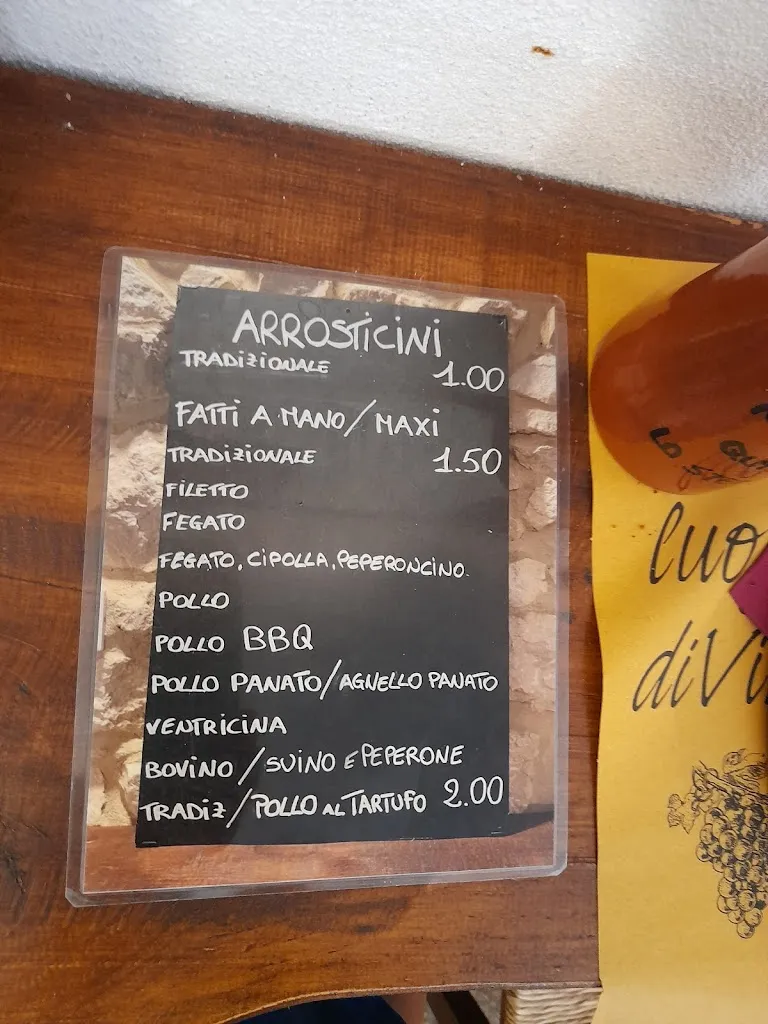 ARROSTICINI
TRADIZIONALE 1.00
FATTI A MANO/MAXI
TRADIZIONALE 1.50
FILETTO
FEGATO
FEGATO, CIPOLLA, PEPERONCINO.
POLLO
POLLO BBQ
POLLO PANATO/AGNELLO PANATO
VENTRICINA
BOVINO/SUINO E PEPERONE
TRADIZ/POLLO AL TARTUFO 2.00